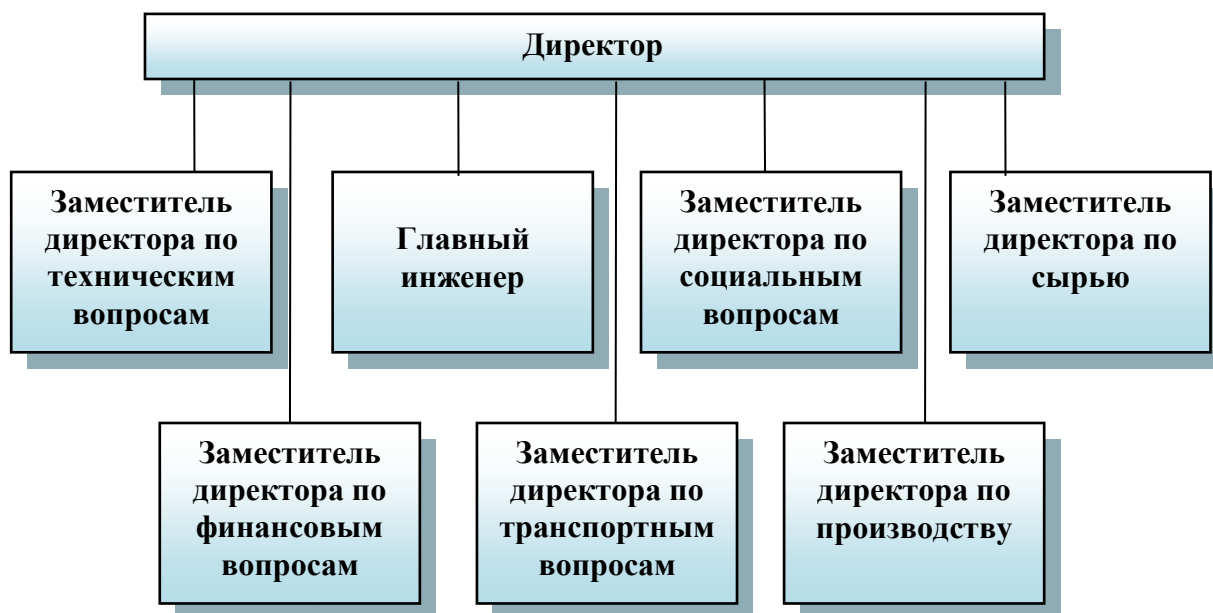 Директор
Заместитель
директора по
техническим
вопросам
Главный
инженер
Заместитель
директора по
социальным
вопросам
Заместитель
директора по
сырью
Заместитель
директора по
финансовым
вопросам
Заместитель
директора по
транспортным
вопросам
Заместитель
директора по
производству